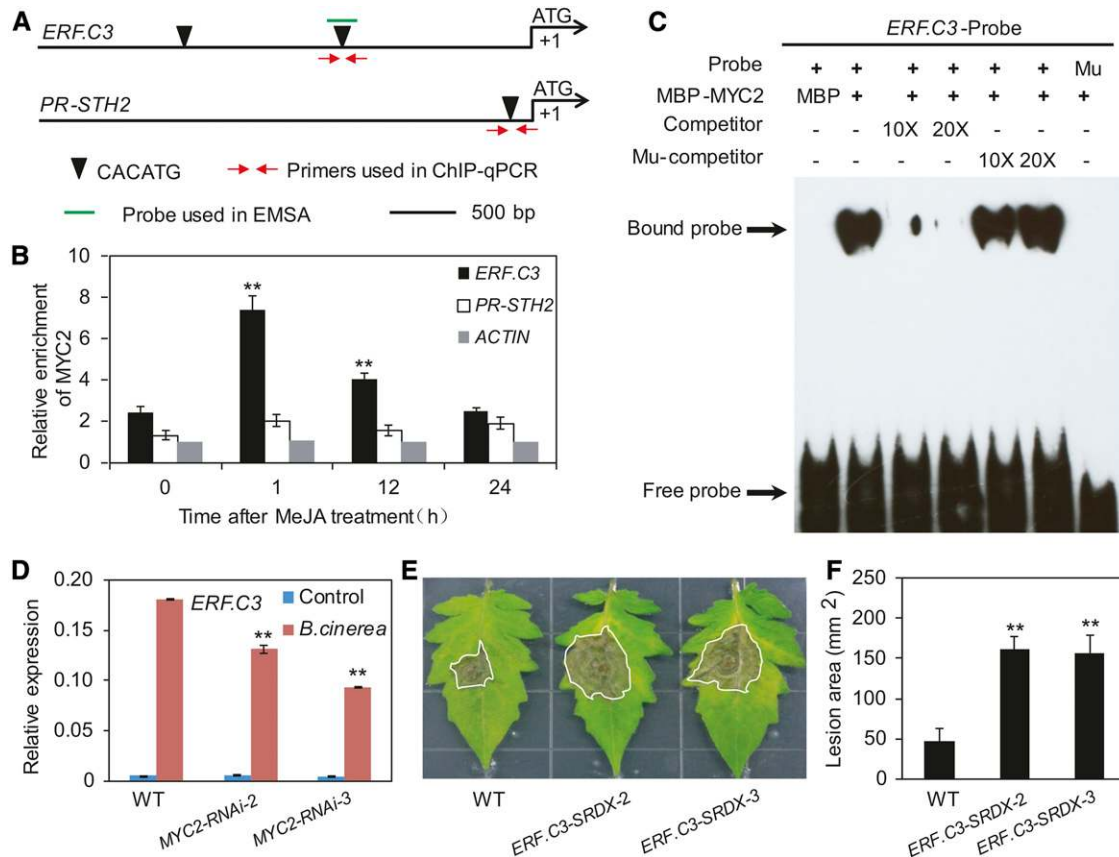 A
ERF.C3
ATG
+1
PR-STH2
ATG
+1
CACATG
Primers used in ChIP-qPCR
Probe used in EMSA
500 bp
B
Relative enrichment of MYC2
10
8
6
4
2
0
**
**
ERF.C3
PR-STH2
ACTIN
0 1 12 24
Time after MeJA treatment(h)
C
ERF.C3-Probe
Probe + + + + + + Mu
MBP-MYC2 MBP + + + + + +
Competitor - - 10X 20X - - -
Mu-competitor - - - - 10X 20X -
Bound probe
Free probe
D
Relative expression
0.20
0.15
0.10
0.05
0
ERF.C3
Control
B.cinerea
**
**
WT MYC2-RNAi-2 MYC2-RNAi-3
E
WT ERF.C3-SRDX-2 ERF.C3-SRDX-3
F
Lesion area (mm 2)
250
200
150
100
50
0
** **
WT ERF.C3-SRDX-2 ERF.C3-SRDX-3